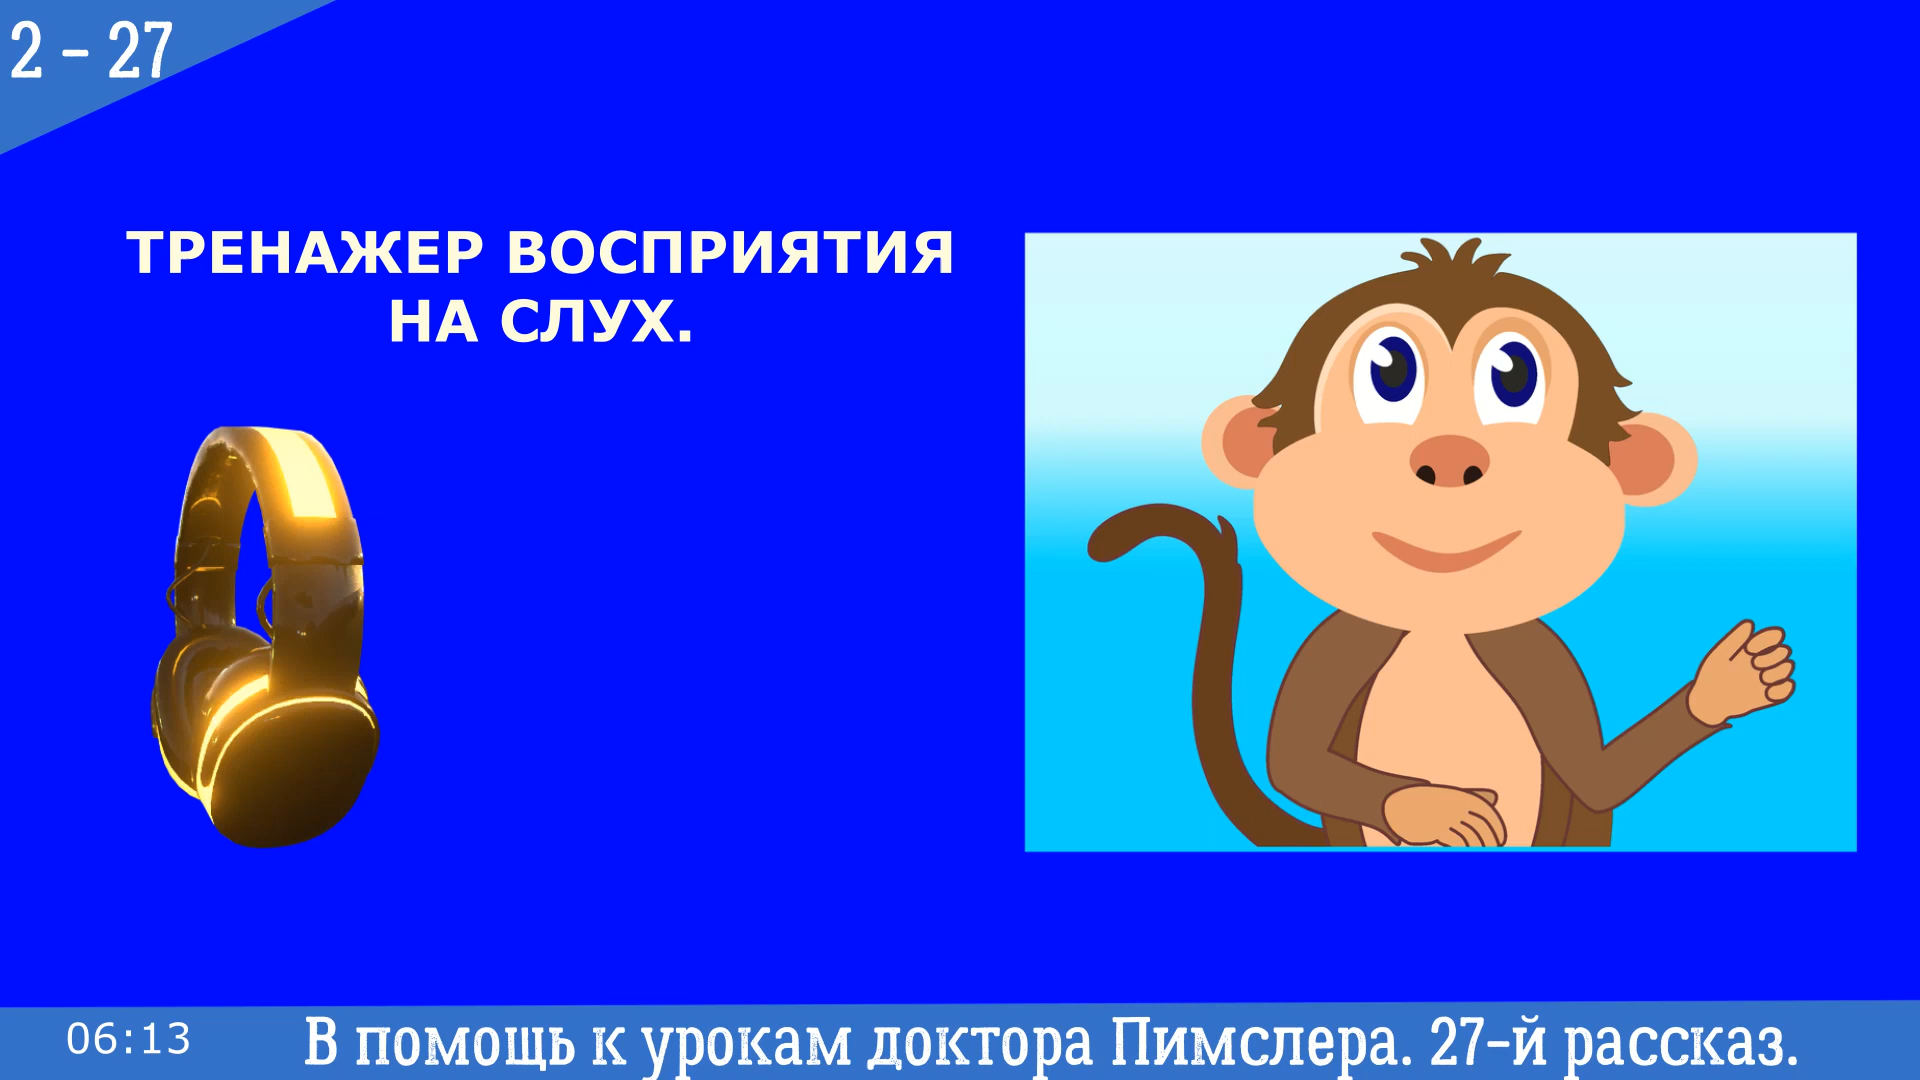 2 - 27
ТРЕНАЖЕР ВОСПРИЯТИЯ
НА СЛУХ.
06:13
В помощь к урокам доктора Пимслера. 27-й рассказ.